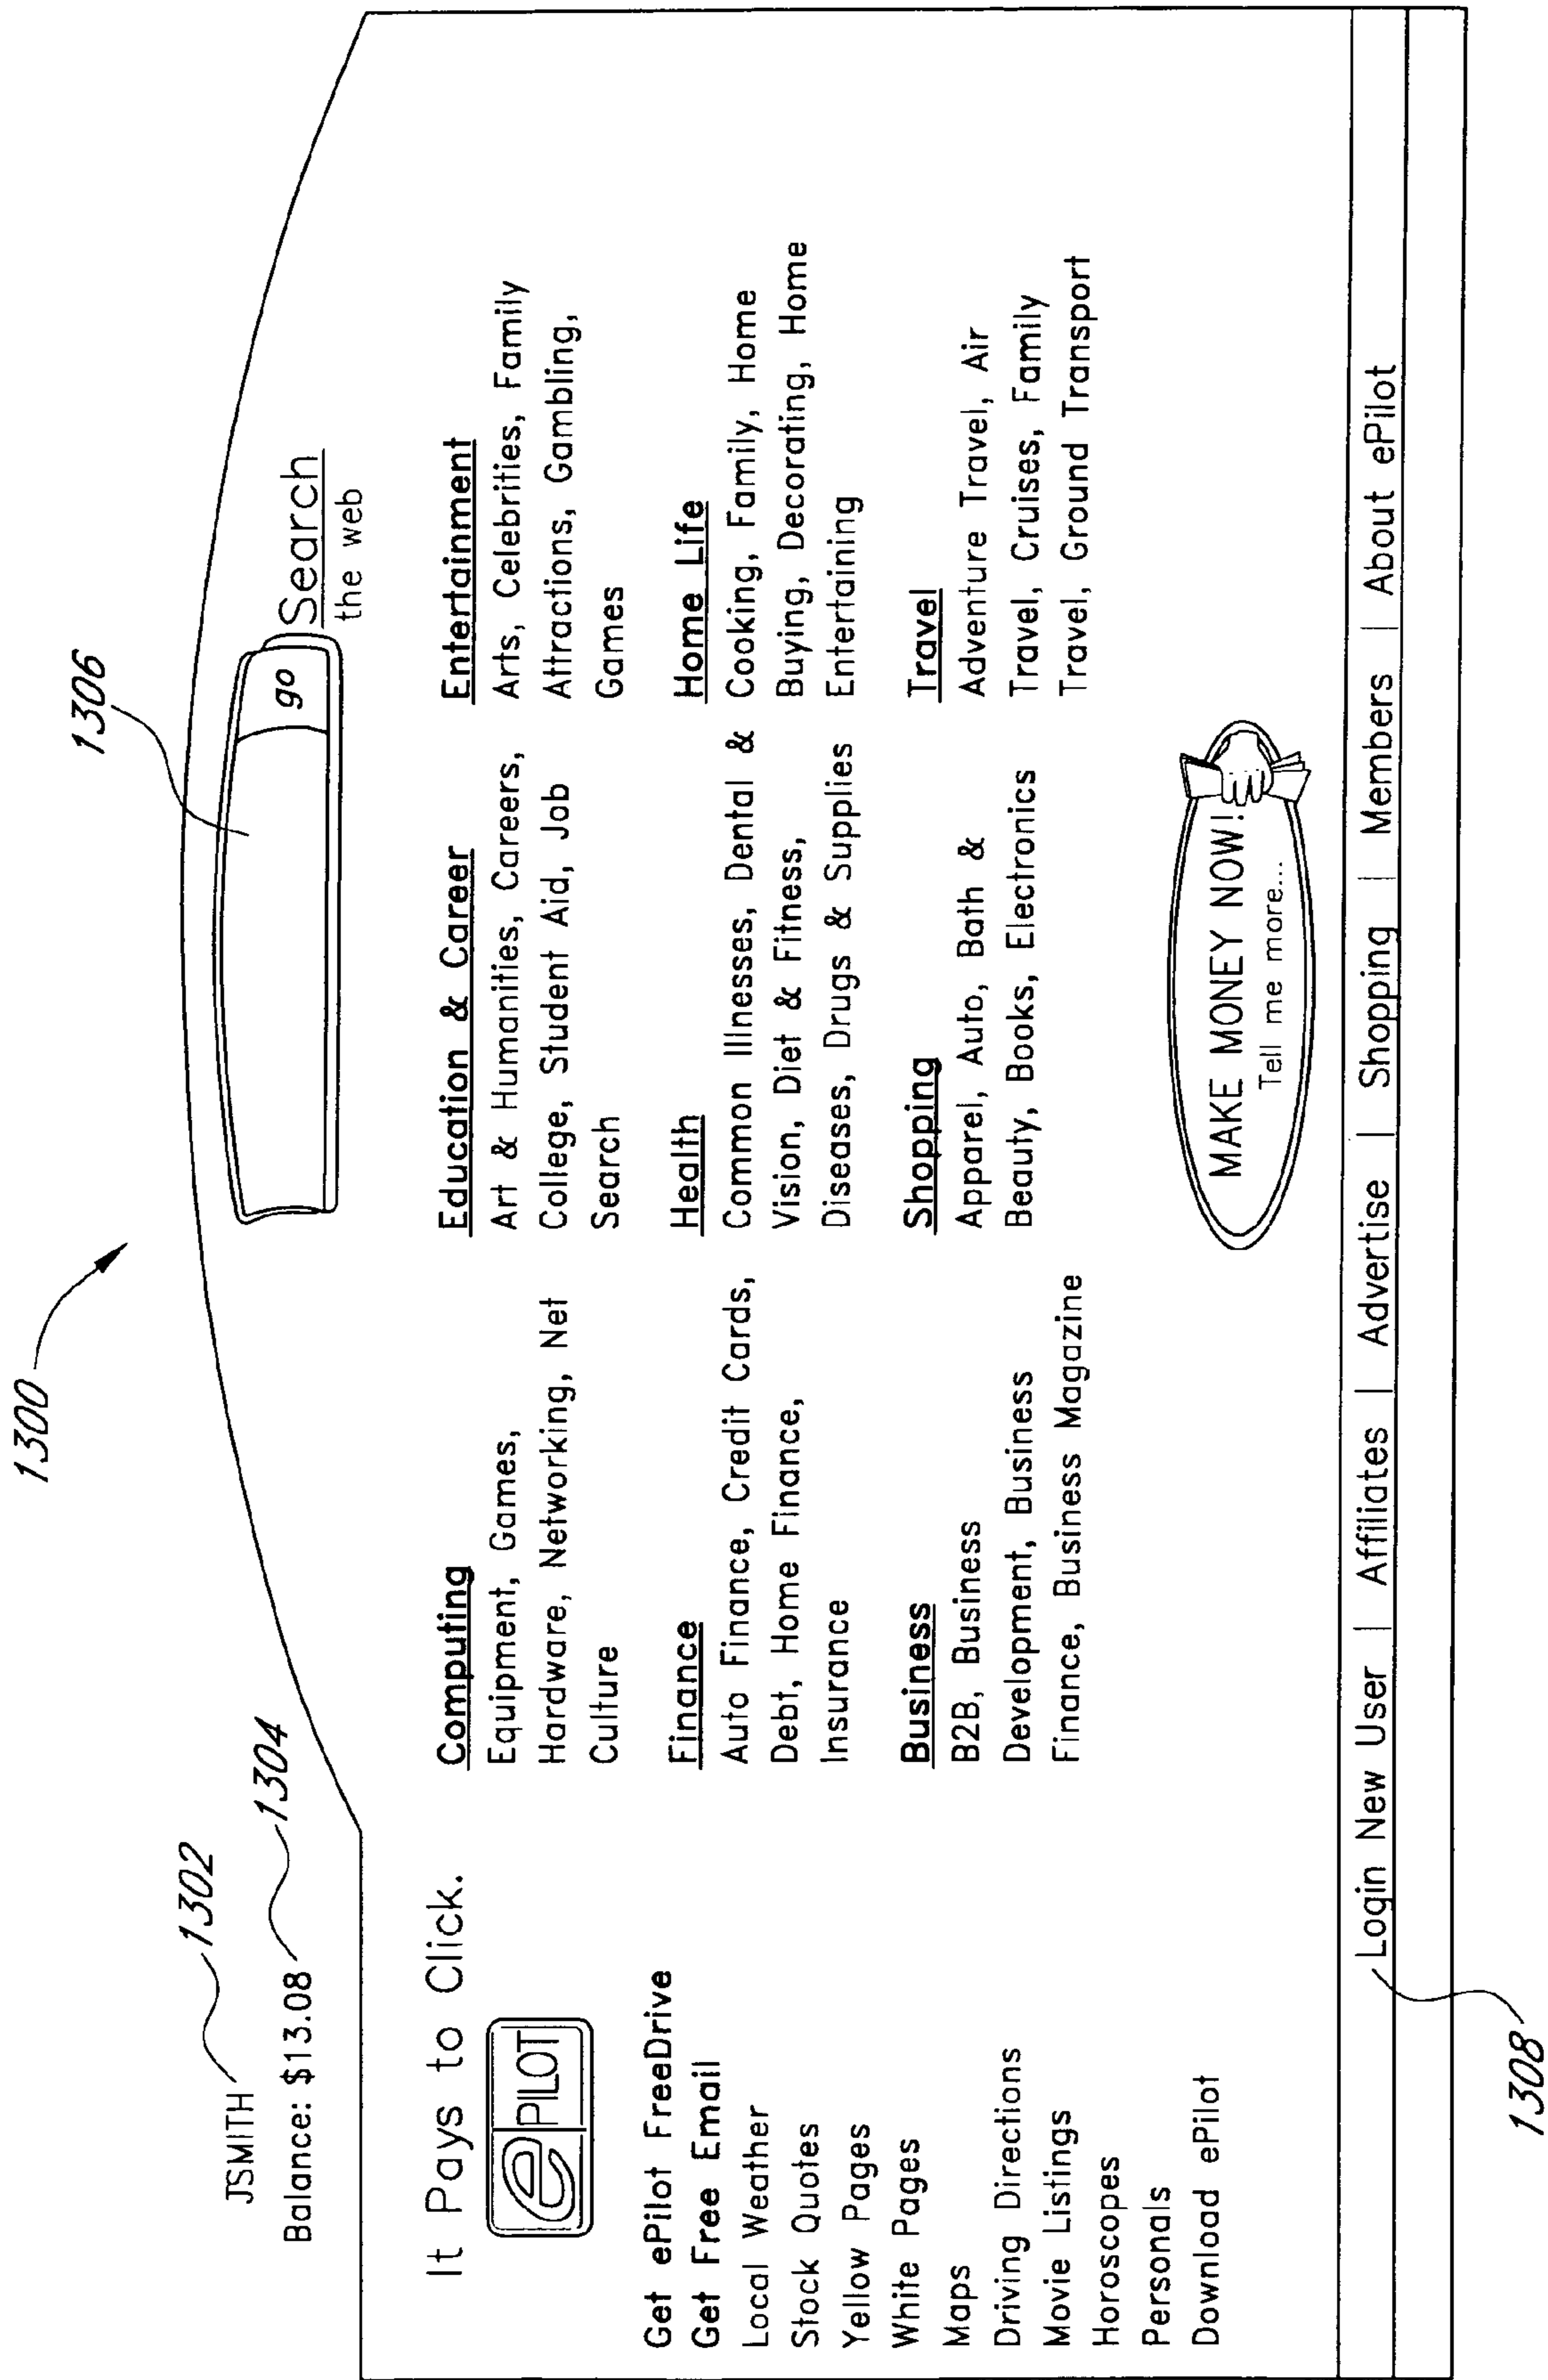 1300
1306
JSMITH
1302
Balance: $13.08
1304
go
Search
the web
It Pays to Click.
ePILOT
Get ePilot FreeDrive
Get Free Email
Local Weather
Stock Quotes
Yellow Pages
White Pages
Maps
Driving Directions
Movie Listings
Horoscopes
Personals
Download ePilot
Computing
Equipment, Games,
Hardware, Networking, Net
Culture
Education & Career
Art & Humanities, Careers,
College, Student Aid, Job
Search
Entertainment
Arts, Celebrities, Family
Attractions, Gambling,
Games
Finance
Auto Finance, Credit Cards,
Debt, Home Finance,
Insurance
Health
Common Illnesses, Dental &
Vision, Diet & Fitness,
Diseases, Drugs & Supplies
Home Life
Cooking, Family, Home
Buying, Decorating, Home
Entertaining
Business
B2B, Business
Development, Business
Finance, Business Magazine
Shopping
Apparel, Auto, Bath &
Beauty, Books, Electronics
Travel
Adventure Travel, Air
Travel, Cruises, Family
Travel, Ground Transport
MAKE MONEY NOW!
Tell me more...
Login New User | Affiliates | Advertise | Shopping | Members | About ePilot
1308